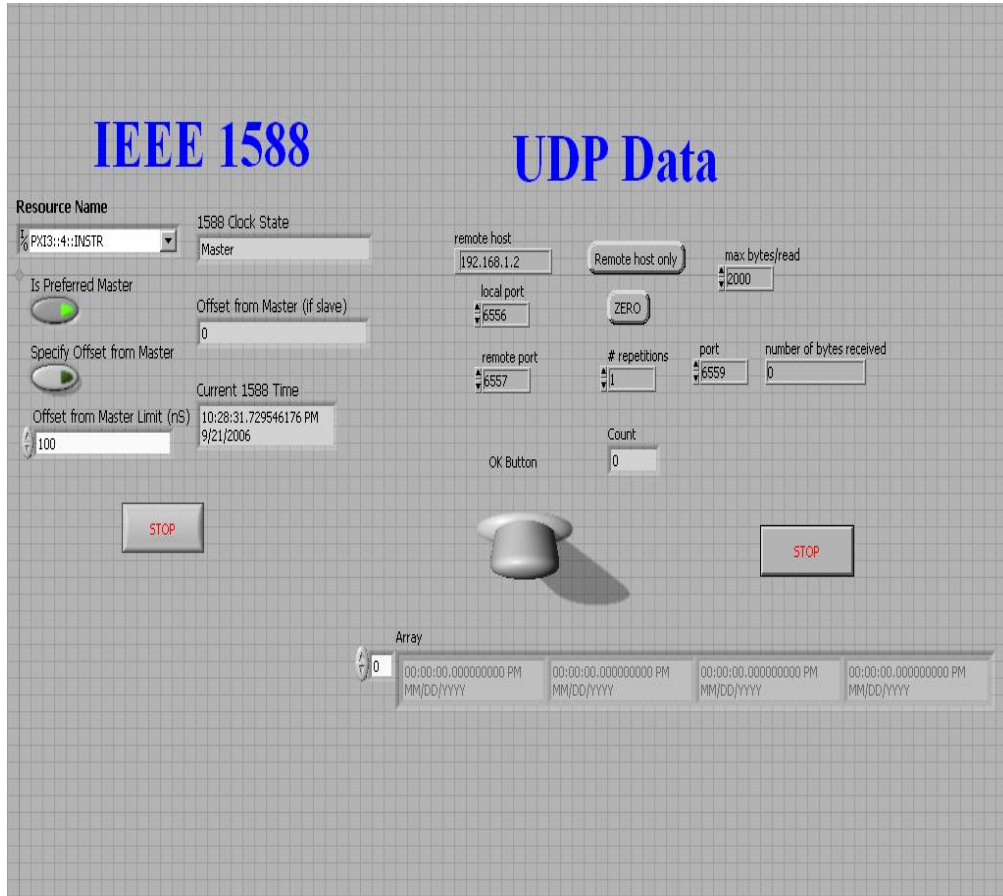 IEEE 1588
Resource Name
PXI3::4::INSTR
1588 Clock State
Master
Is Preferred Master
Offset from Master (if slave)
0
Specify Offset from Master
Current 1588 Time
10:28:31.729546176 PM
9/21/2006
Offset from Master Limit (nS)
100
STOP
UDP Data
remote host
192.168.1.2
Remote host only
max bytes/read
2000
local port
6556
ZERO
remote port
6557
# repetitions
1
port
6559
number of bytes received
0
Count
0
OK Button
STOP
Array
0
00:00:00.000000000 PM
MM/DD/YYYY
00:00:00.000000000 PM
MM/DD/YYYY
00:00:00.000000000 PM
MM/DD/YYYY
00:00:00.000000000 PM
MM/DD/YYYY